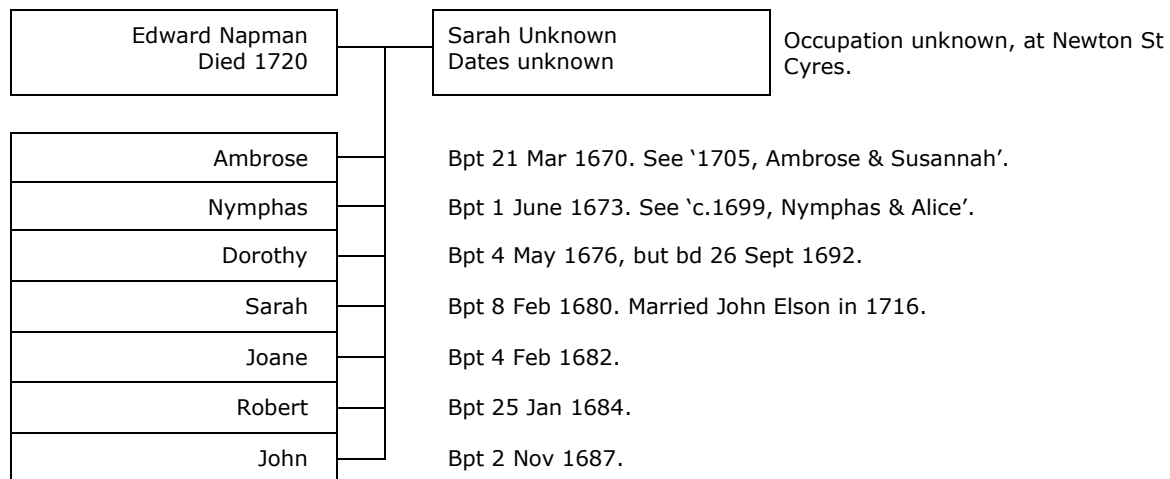 Edward Napman
Died 1720
Sarah Unknown
Dates unknown
Occupation unknown, at Newton St
Cyres.
Ambrose
Bpt 21 Mar 1670. See ‘1705, Ambrose & Susannah’.
Nymphas
Bpt 1 June 1673. See ‘c.1699, Nymphas & Alice’.
Dorothy
Bpt 4 May 1676, but bd 26 Sept 1692.
Sarah
Bpt 8 Feb 1680. Married John Elson in 1716.
Joane
Bpt 4 Feb 1682.
Robert
Bpt 25 Jan 1684.
John
Bpt 2 Nov 1687.